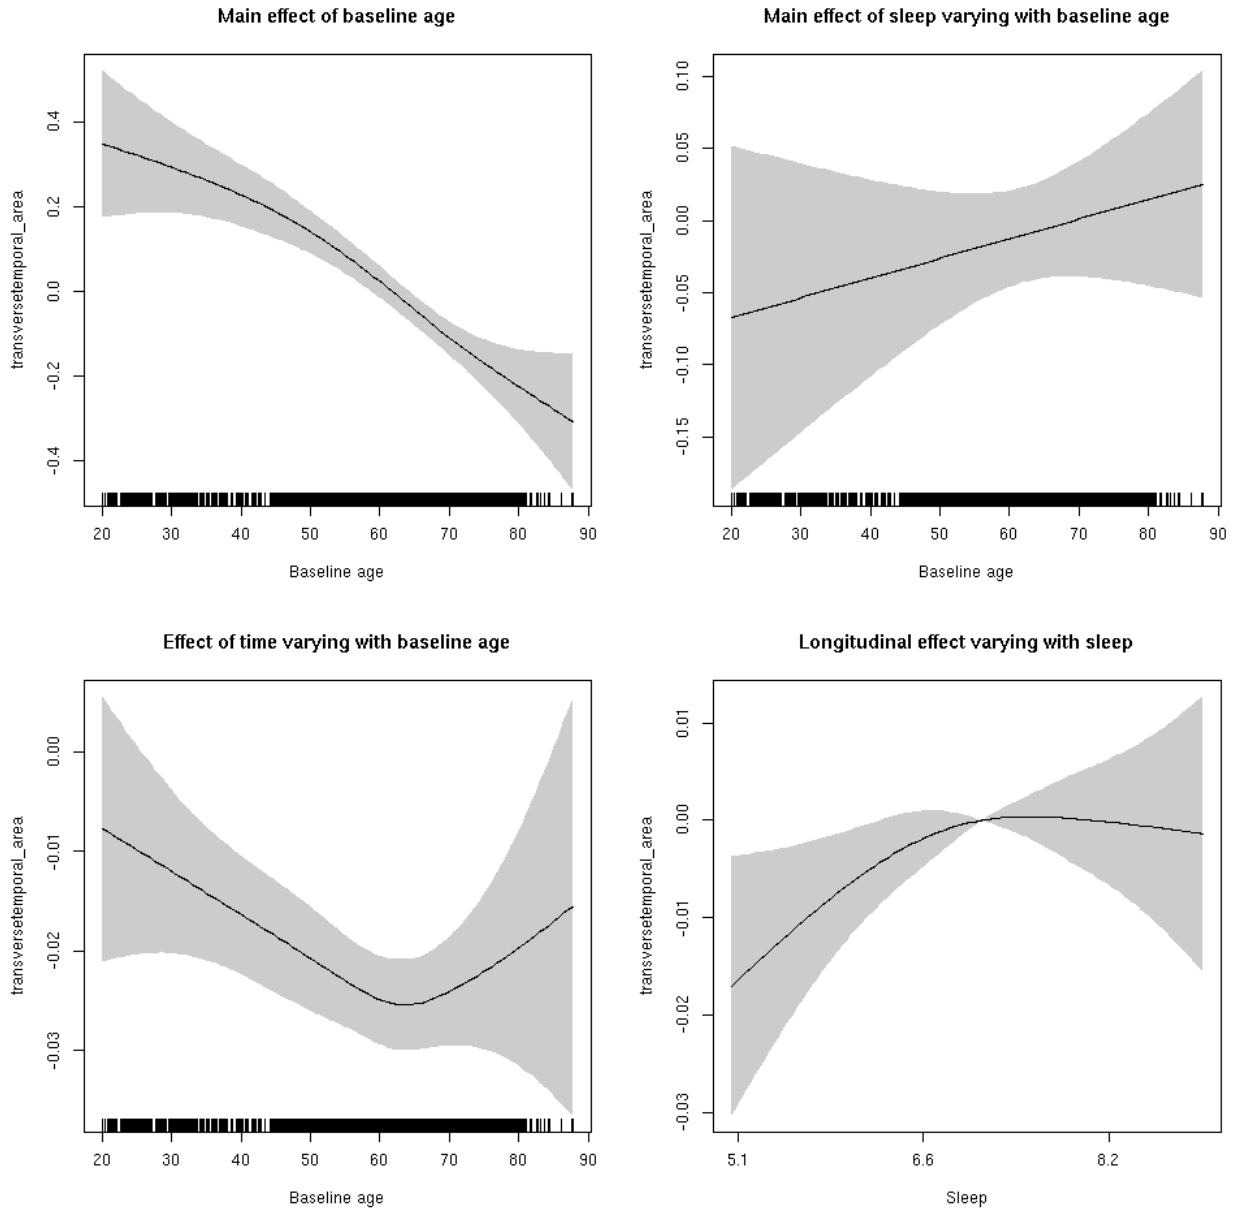 Main effect of baseline age
transversetemporal_area
0.4
0.2
0.0
-0.2
-0.4
20 30 40 50 60 70 80 90
Baseline age
Main effect of sleep varying with baseline age
transversetemporal_area
0.10
0.05
0.00
-0.05
-0.10
-0.15
20 30 40 50 60 70 80 90
Baseline age
Effect of time varying with baseline age
transversetemporal_area
0.00
-0.01
-0.02
-0.03
20 30 40 50 60 70 80 90
Baseline age
Longitudinal effect varying with sleep
transversetemporal_area
0.01
0.00
-0.01
-0.02
-0.03
5.1 6.6 8.2
Sleep